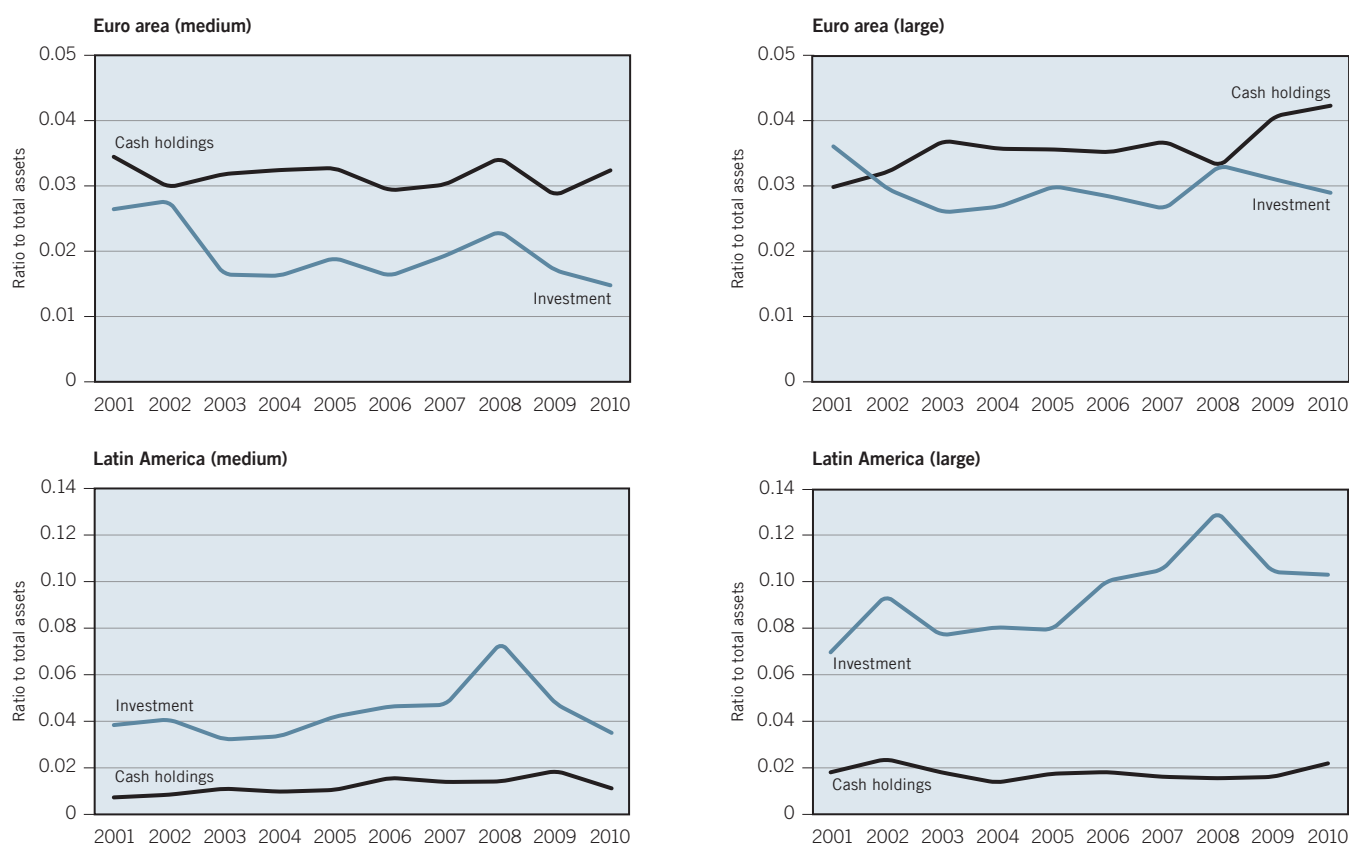 Euro area (medium)
Ratio to total assets
0.05
0.04
0.03
0.02
0.01
0
Cash holdings
Investment
2001 2002 2003 2004 2005 2006 2007 2008 2009 2010
Euro area (large)
Ratio to total assets
0.05
0.04
0.03
0.02
0.01
0
Cash holdings
Investment
2001 2002 2003 2004 2005 2006 2007 2008 2009 2010
Latin America (medium)
Ratio to total assets
0.14
0.12
0.10
0.08
0.06
0.04
0.02
0
Investment
Cash holdings
2001 2002 2003 2004 2005 2006 2007 2008 2009 2010
Latin America (large)
Ratio to total assets
0.14
0.12
0.10
0.08
0.06
0.04
0.02
0
Investment
Cash holdings
2001 2002 2003 2004 2005 2006 2007 2008 2009 2010